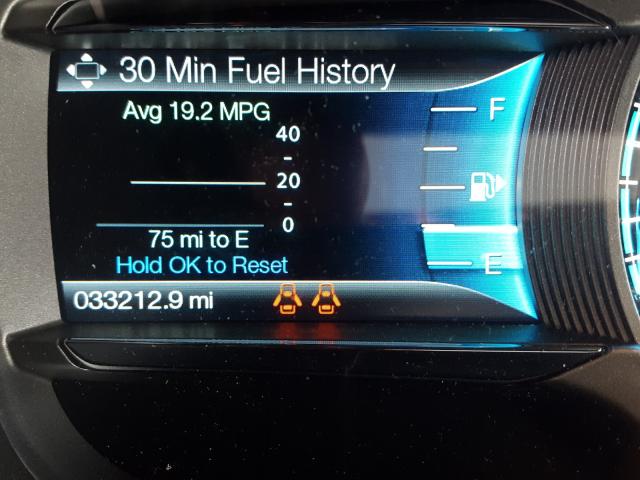 30 Min Fuel History
Avg 19.2 MPG
40
20
0
75 mi to E
Hold OK to Reset
033212.9 mi
F
E